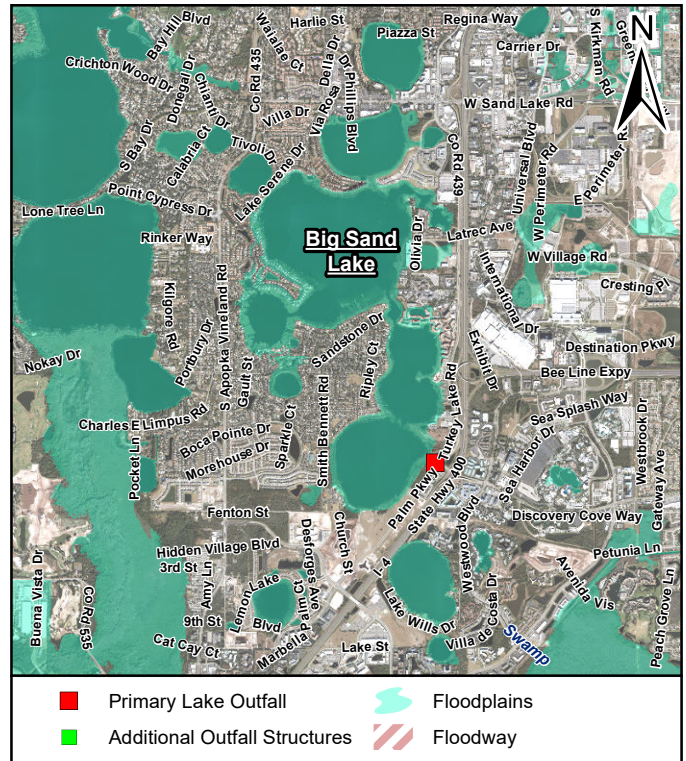 Bay Hill Blvd
Waialae Ct
Harlie St
Piazza St
Regina Way
Carrier Dr
S Kirkman Rd
N
Crichton Wood Dr
Donegal Dr
Chianti Dr
Co Rd 435
Della Dr
Via Rosa Dr
Phillips Blvd
W Sand Lake Rd
Villa Dr
S Bay Dr
Calabria Ct
Tivoli Dr
Lake Serene Dr
Co Rd 439
Universal Blvd
W Perimeter Rd
E Perimeter R
Point Cypress Dr
Lone Tree Ln
Rinker Way
Big Sand
Lake
Olivia Dr
Latrec Ave
W Village Rd
International Dr
Cresting Pl
Kilgore Rd
Portbury Dr
S Apopka Vineland Rd
Gault St
Sandstone Dr
Ripley Ct
Exhibit Dr
Destination Pkwy
Bee Line Expy
Nokay Dr
Charles E Limpus Rd
Boca Pointe Dr
Morehouse Dr
Sparkle Ct
Smith Bennett Rd
Turkey Lake Rd
Palm Pkwy
State Hwy 400
Sea Splash Way
Sea Harbor Dr
Westbrook Dr
Gateway Ave
Pocket Ln
Fenton St
Discovery Cove Way
Hidden Village Blvd
3rd St
Desforges Ave
Church St
I- 4
Westwood Blvd
Petunia Ln
Avenida Vis
Buena Vista Dr
Co Rd 535
Amy Ln
9th St
Lemon Lake
Blvd
Palma Ct
Marbella
Lake Wills Dr
Villa de Costa Dr
Peach Grove Ln
Cat Cay Ct
Lake St
Swamp
Primary Lake Outfall
Floodplains
Additional Outfall Structures
Floodway